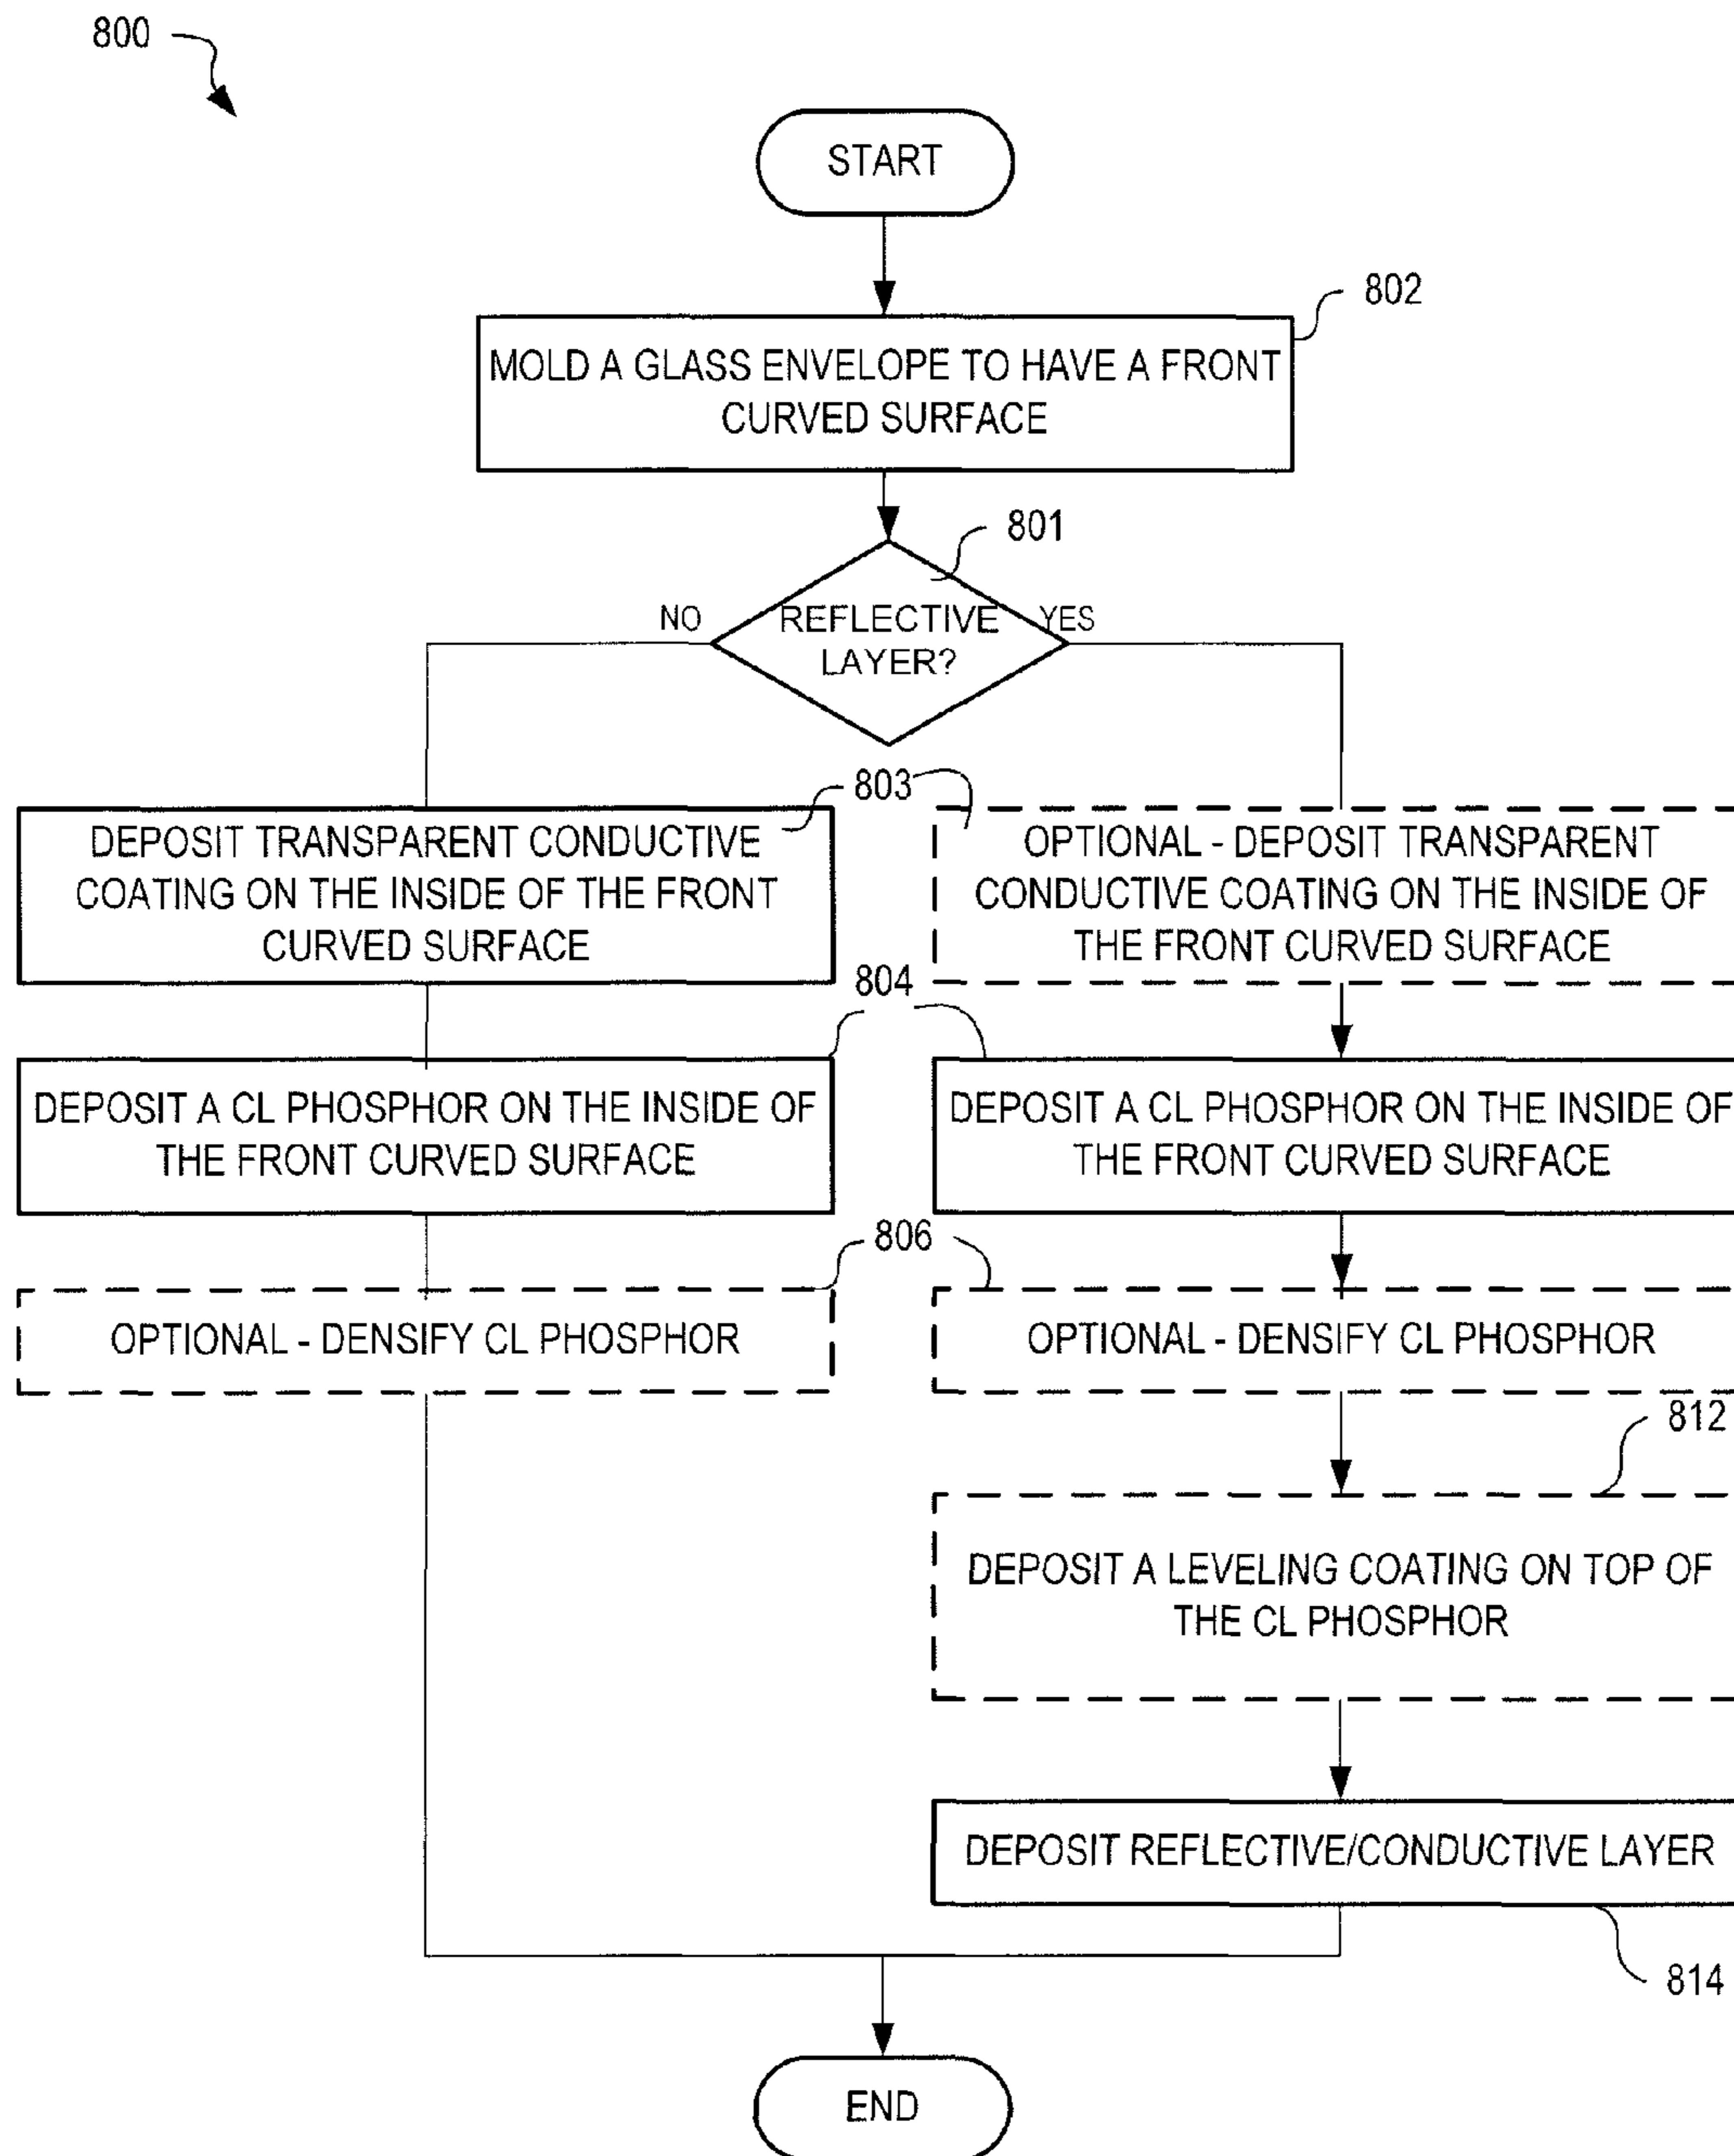 800
START
802
MOLD A GLASS ENVELOPE TO HAVE A FRONT
CURVED SURFACE
801
NO
REFLECTIVE
LAYER?
YES
803
DEPOSIT TRANSPARENT CONDUCTIVE
COATING ON THE INSIDE OF THE FRONT
CURVED SURFACE
OPTIONAL - DEPOSIT TRANSPARENT
CONDUCTIVE COATING ON THE INSIDE OF
THE FRONT CURVED SURFACE
804
DEPOSIT A CL PHOSPHOR ON THE INSIDE OF
THE FRONT CURVED SURFACE
DEPOSIT A CL PHOSPHOR ON THE INSIDE OF
THE FRONT CURVED SURFACE
806
OPTIONAL - DENSIFY CL PHOSPHOR
OPTIONAL - DENSIFY CL PHOSPHOR
812
DEPOSIT A LEVELING COATING ON TOP OF
THE CL PHOSPHOR
DEPOSIT REFLECTIVE/CONDUCTIVE LAYER
814
END